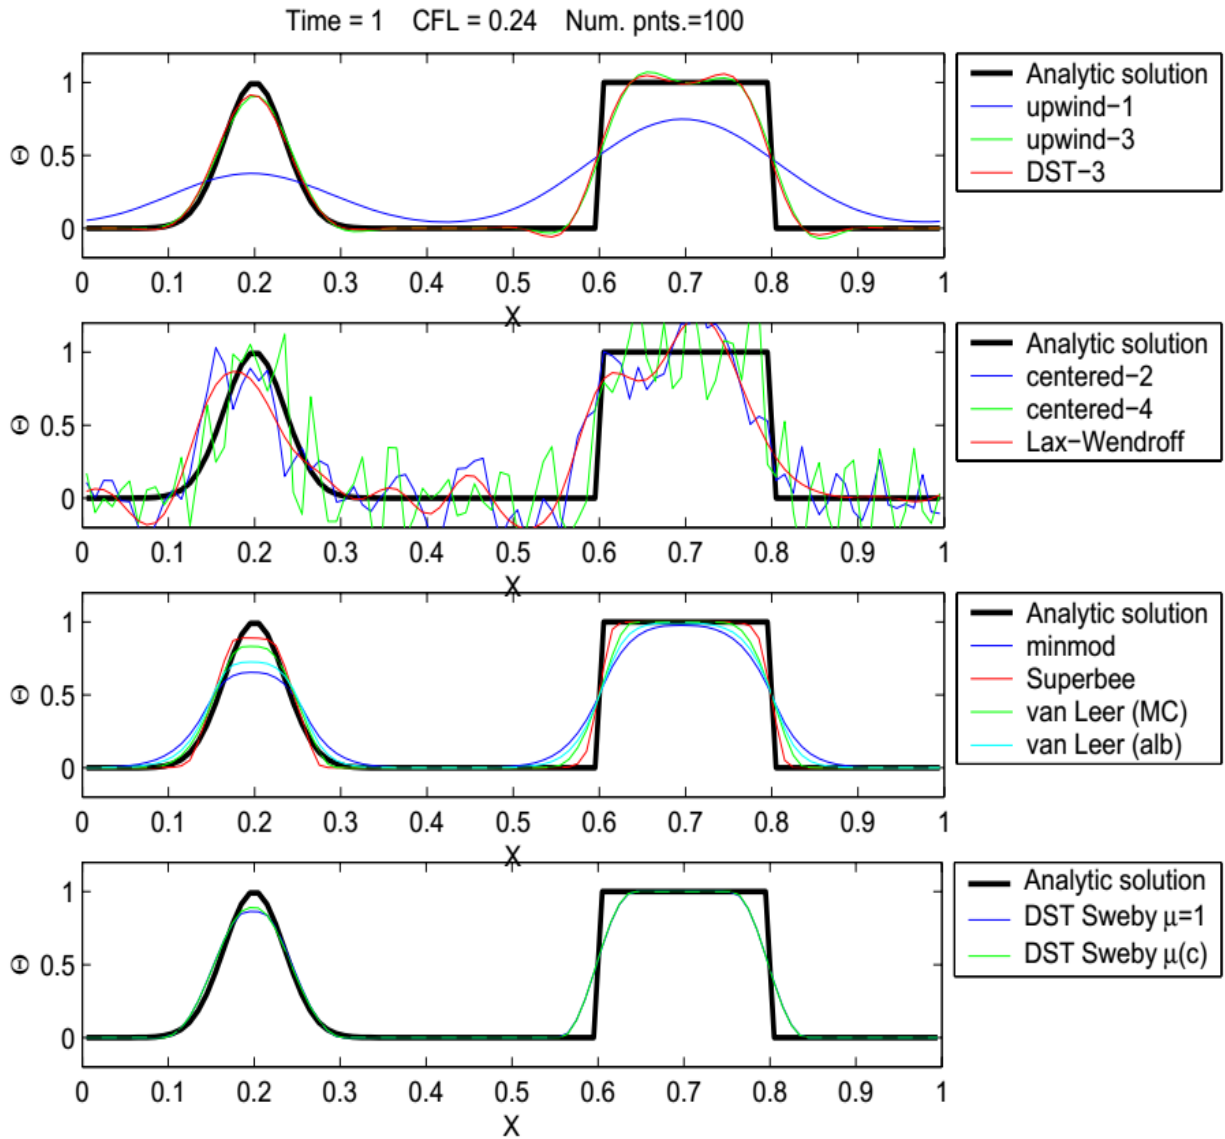 Time = 1 CFL = 0.24 Num. pnts.=100
1
Θ 0.5
0
0 0.1 0.2 0.3 0.4 0.5 0.6 0.7 0.8 0.9 1
X
Analytic solution
upwind−1
upwind−3
DST−3
1
Θ 0.5
0
0 0.1 0.2 0.3 0.4 0.5 0.6 0.7 0.8 0.9 1
X
Analytic solution
centered−2
centered−4
Lax−Wendroff
1
Θ 0.5
0
0 0.1 0.2 0.3 0.4 0.5 0.6 0.7 0.8 0.9 1
X
Analytic solution
minmod
Superbee
van Leer (MC)
van Leer (alb)
1
Θ 0.5
0
0 0.1 0.2 0.3 0.4 0.5 0.6 0.7 0.8 0.9 1
X
Analytic solution
DST Sweby μ=1
DST Sweby μ(c)